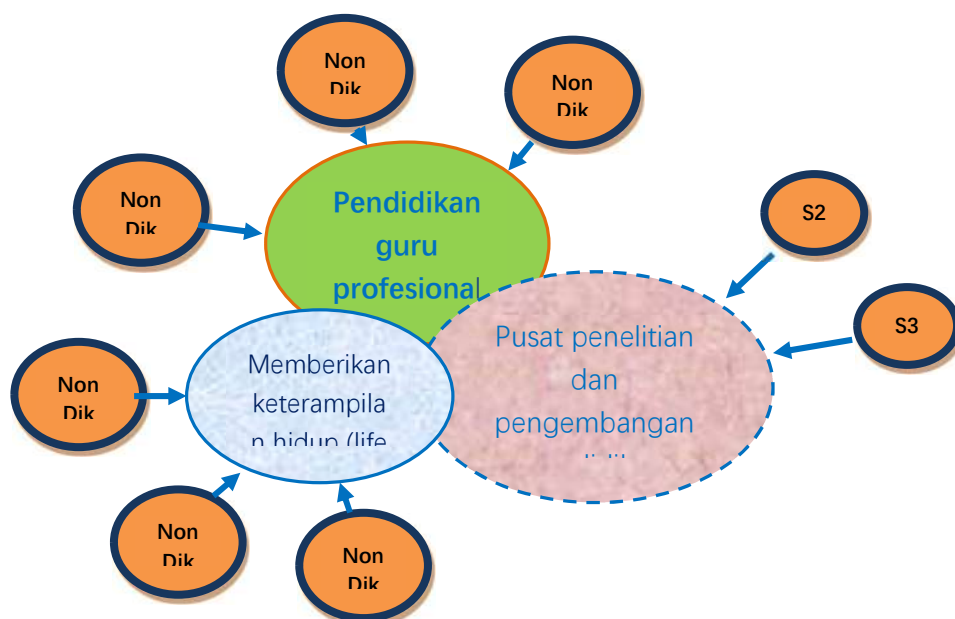 Non
Dik
Non
Dik
Non
Dik
Pendidikan
guru
profesional
S2
S3
Pusat penelitian
dan
pengembangan
Memberikan
keterampila
n hidup (life
Non
Dik
Non
Dik
Non
Dik